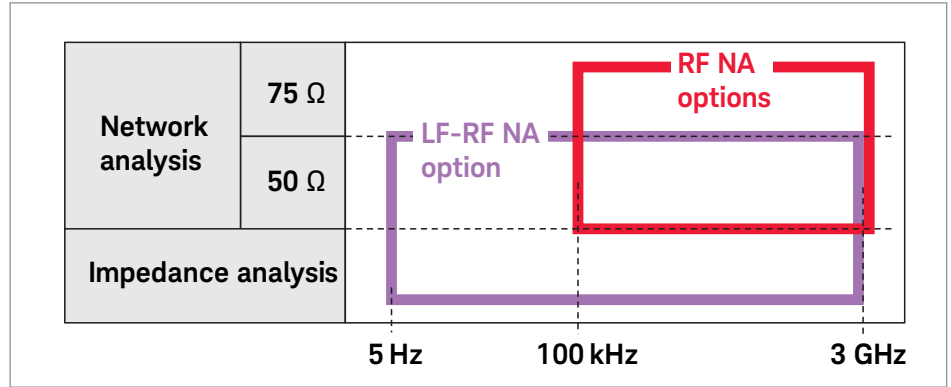 75 Ω
RF NA
options
Network
analysis
LF-RF NA
option
50 Ω
Impedance analysis
5 Hz
100 kHz
3 GHz